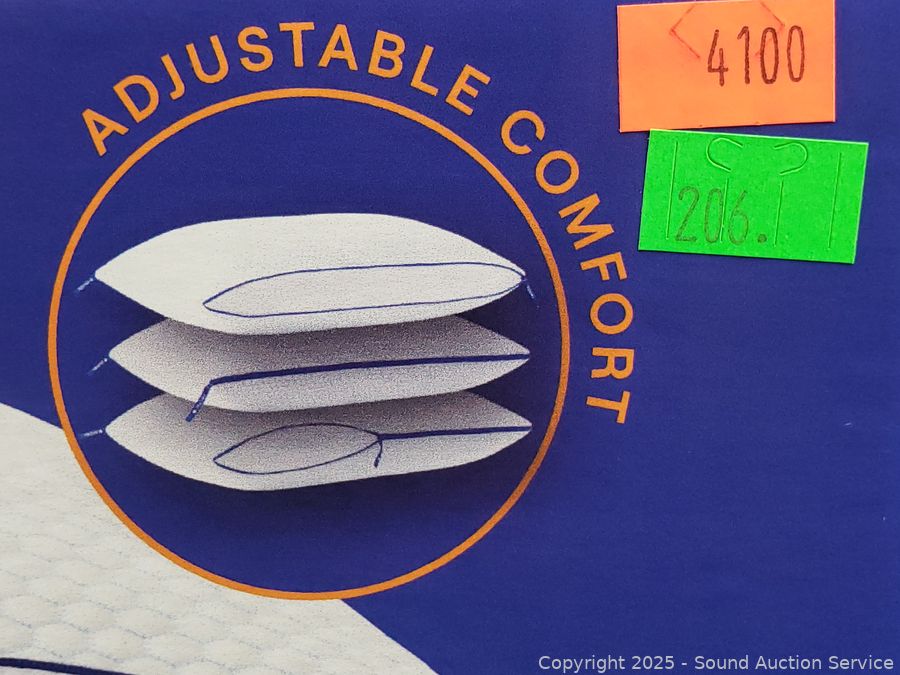 ADJUSTABLE COMFORT
4100
206.
Copyright 2025 - Sound Auction Service